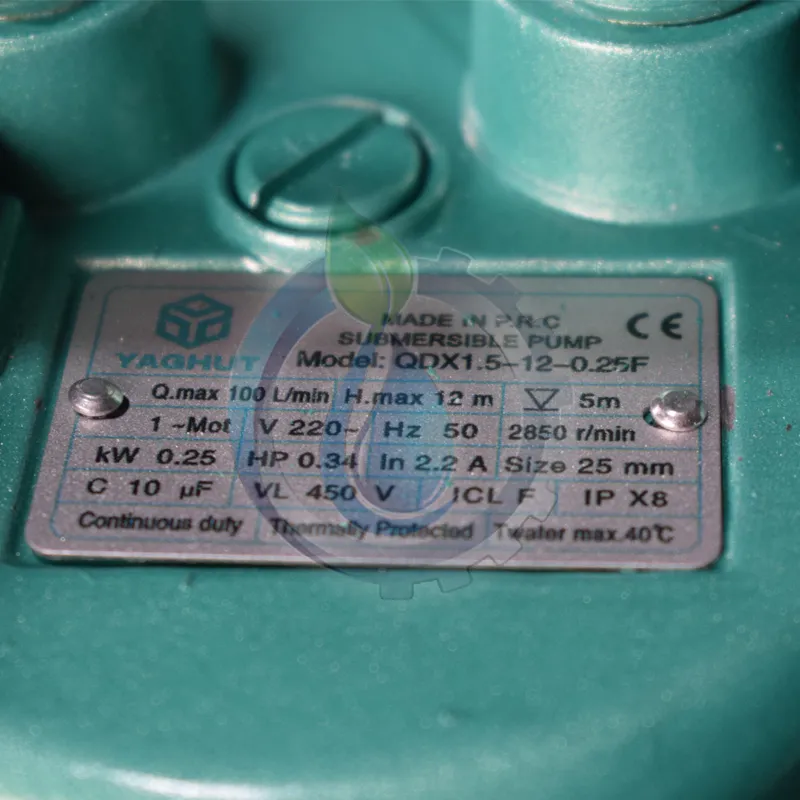 MADE IN P.R.C
CE
SUBMERSIBLE PUMP
YAGHUT Model: QDX1.5-12-0.25F
Q.max 100 L/min H.max 12 m 5m
1 ~Mot V 220~ Hz 50 2850 r/min
kW 0.25 HP 0.34 In 2.2 A Size 25 mm
C 10 µF VL 450 V ICL F IP X8
Continuous duty Thermally Protected Twater max.40℃